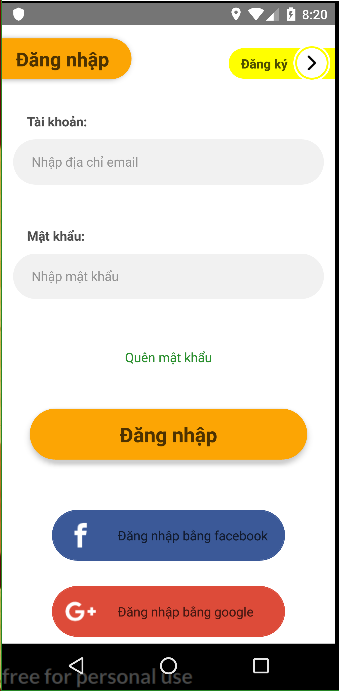 8:20
Đăng nhập
Đăng ký
Tài khoản:
Nhập địa chỉ email
Mật khẩu:
Nhập mật khẩu
Quên mật khẩu
Đăng nhập
f Đăng nhập bằng facebook
G+ Đăng nhập bằng google
free for personal use